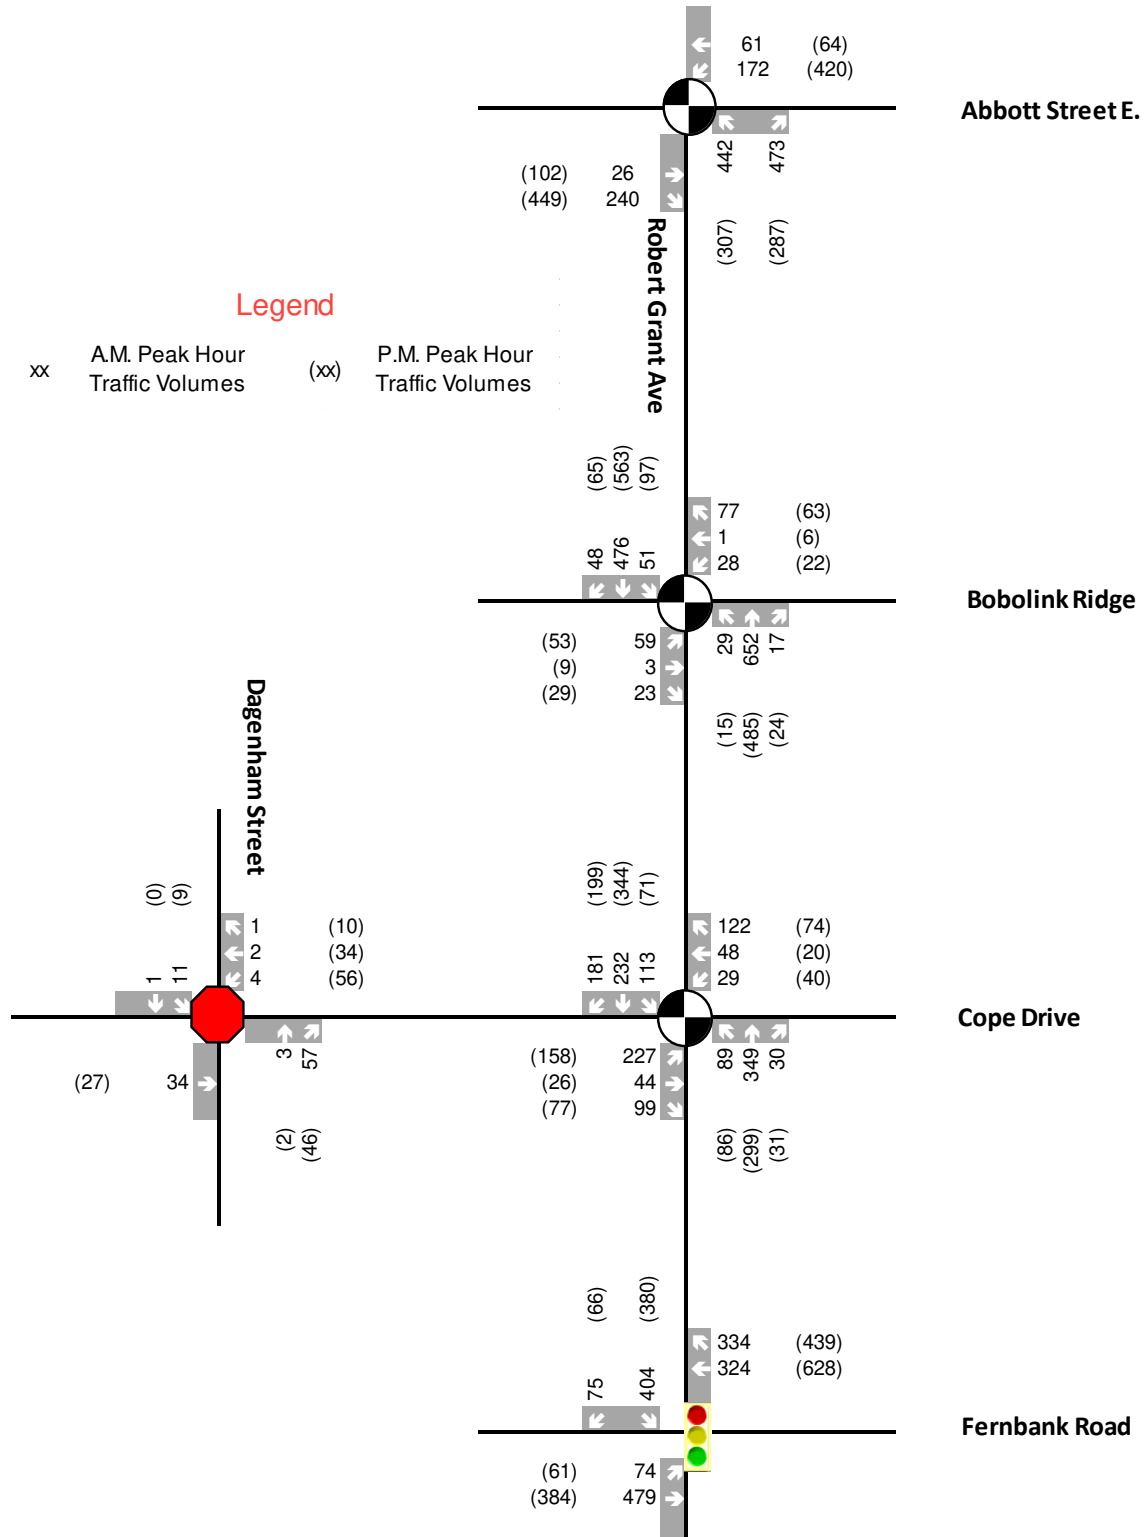 61 (64)
172 (420)
Abbott Street E.
442 473
(102) 26
(449) 240
(307) (287)
Robert Grant Ave
Legend
xx A.M. Peak Hour Traffic Volumes (xx) P.M. Peak Hour Traffic Volumes
(65) (563) (97)
48 476 51
77 (63)
1 (6)
28 (22)
Bobolink Ridge
(53) 59
(9) 3
(29) 23
29 652 17
(15) (485) (24)
Dagenham Street
(0) (9)
1 11
1 (10)
2 (34)
4 (56)
(199) (344) (71)
181 232 113
122 (74)
48 (20)
29 (40)
Cope Drive
(27) 34
3 57
(2) (46)
(158) 227
(26) 44
(77) 99
89 349 30
(86) (299) (31)
(66) (380)
75 404
334 (439)
324 (628)
Fernbank Road
(61) 74
(384) 479